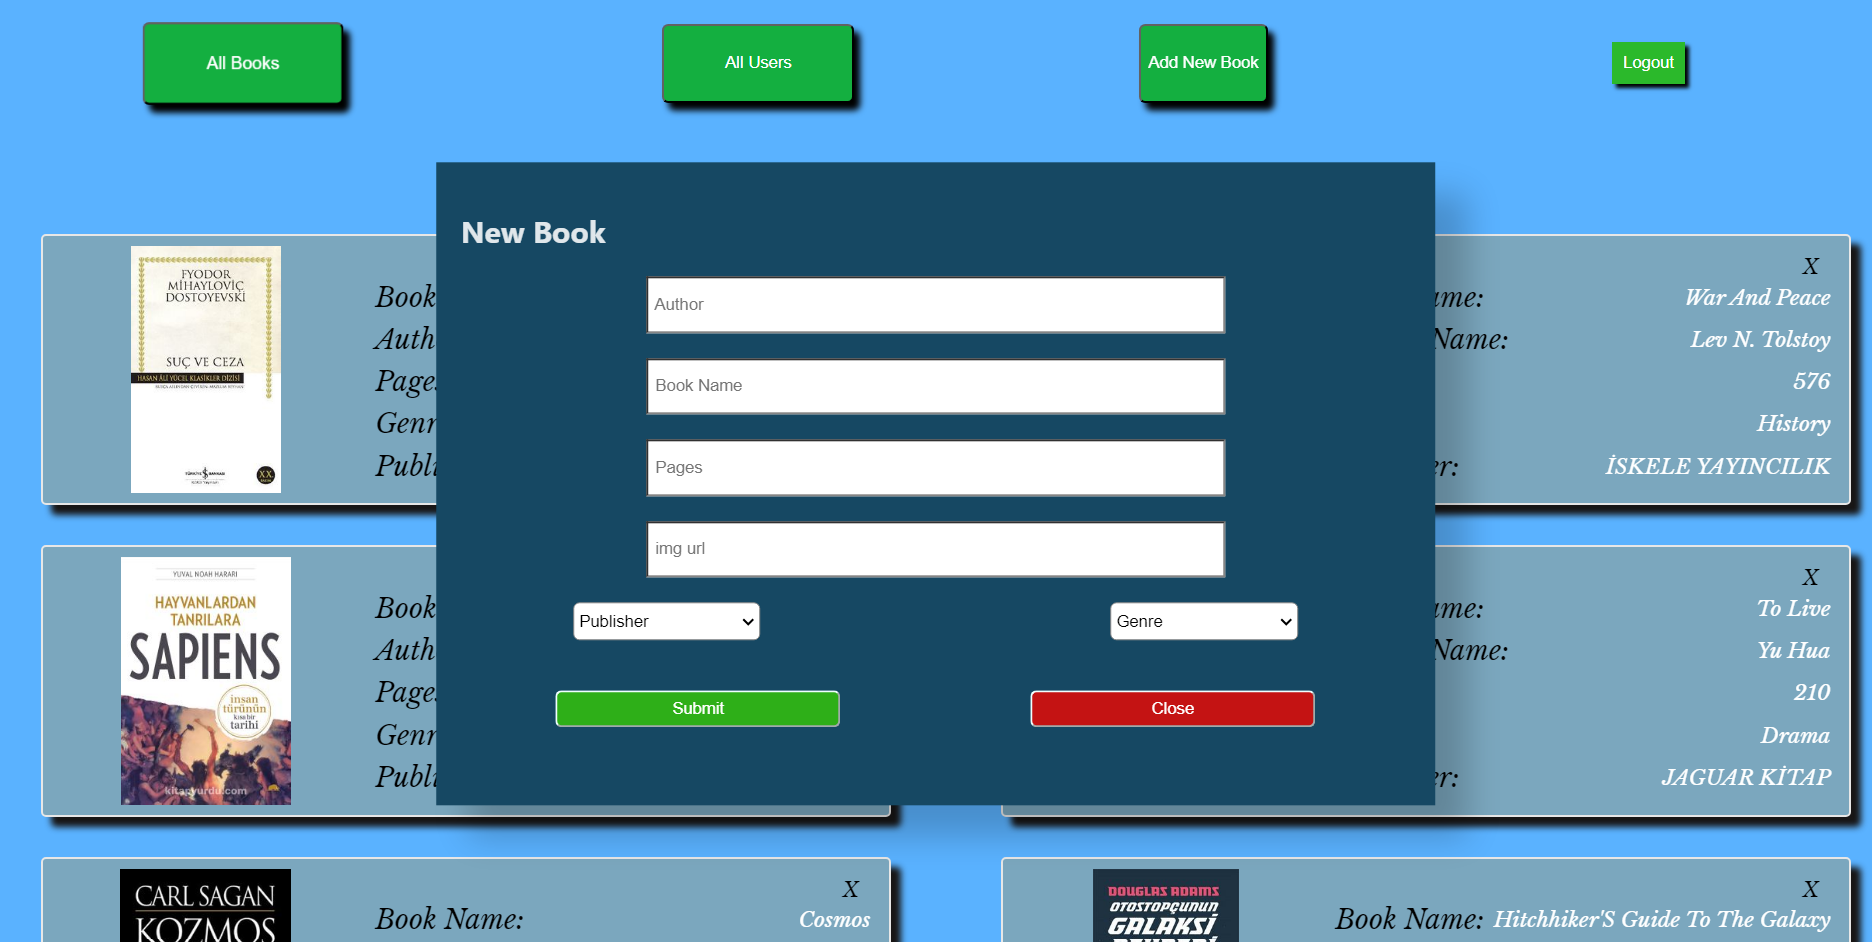 All Books
All Users
Add New Book
Logout
New Book
Author
Book Name
Pages
img url
Publisher
Genre
Submit
Close
FYODOR
MİHAYLOVİÇ
DOSTOYEVSKİ
SUÇ VE CEZA
HASAN ÂLİ YÜCEL KLASİKLER DİZİSİ
XX.
Book
Auth
Page
Genr
Publ
X
ame:
War And Peace
Name:
Lev N. Tolstoy
576
History
er:
İSKELE YAYINCILIK
YUVAL NOAH HARARI
HAYVANLARDAN
TANRILARA
SAPIENS
insan
türünün
kısa bir
tarihi
kitapyurdu.com
Book
Auth
Page
Genr
Publ
X
ame:
To Live
Name:
Yu Hua
210
Drama
er:
JAGUAR KİTAP
CARL SAGAN
KOZMOS
X
Book Name:
Cosmos
DOUGLAS ADAMS
OTOSTOPÇUNUN
GALAKSİ
X
Book Name:
Hitchhiker'S Guide To The Galaxy